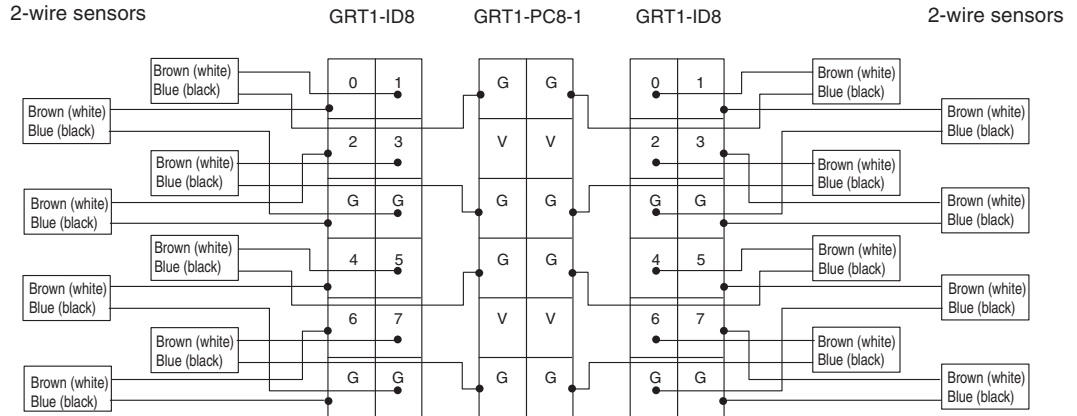 2-wire sensors GRT1-ID8 GRT1-PC8-1 GRT1-ID8 2-wire sensors
Brown (white)
Blue (black)
Brown (white)
Blue (black)
Brown (white)
Blue (black)
Brown (white)
Blue (black)
Brown (white)
Blue (black)
Brown (white)
Blue (black)
Brown (white)
Blue (black)
Brown (white)
Blue (black)
0 1 G G 0 1
2 3 V V 2 3
G G G G G G
4 5 G G 4 5
6 7 V V 6 7
G G G G G G
Brown (white)
Blue (black)
Brown (white)
Blue (black)
Brown (white)
Blue (black)
Brown (white)
Blue (black)
Brown (white)
Blue (black)
Brown (white)
Blue (black)
Brown (white)
Blue (black)
Brown (white)
Blue (black)